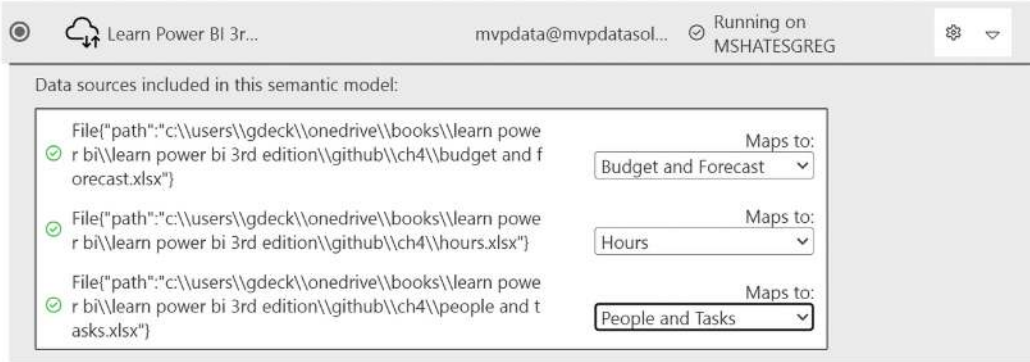 Learn Power BI 3r...
mvpdata@mvpdatasol...
Running on
MSHATESGREG
Data sources included in this semantic model:
File{"path":"c:\\users\\gdeck\\onedrive\\books\\learn powe
r bi\\learn power bi 3rd edition\\github\\ch4\\budget and f
orecast.xlsx"}
Maps to:
Budget and Forecast
File{"path":"c:\\users\\gdeck\\onedrive\\books\\learn powe
r bi\\learn power bi 3rd edition\\github\\ch4\\hours.xlsx"}
Maps to:
Hours
File{"path":"c:\\users\\gdeck\\onedrive\\books\\learn powe
r bi\\learn power bi 3rd edition\\github\\ch4\\people and t
asks.xlsx"}
Maps to:
People and Tasks